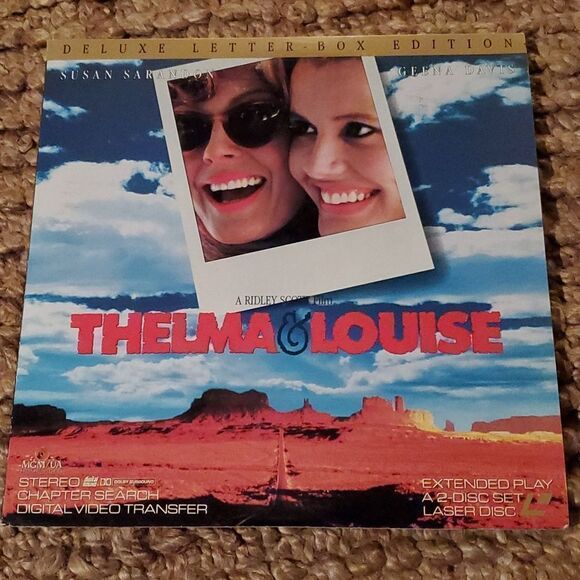 DELUXE LETTER-BOX EDITION
SUSAN SARANDON
GEENA DAVIS
A RIDLEY SCOTT Film
THELMA & LOUISE
MGM/UA
STEREO DOLBY SURROUND
CHAPTER SEARCH
DIGITAL VIDEO TRANSFER
EXTENDED PLAY
A 2-DISC SET
LASER DISC